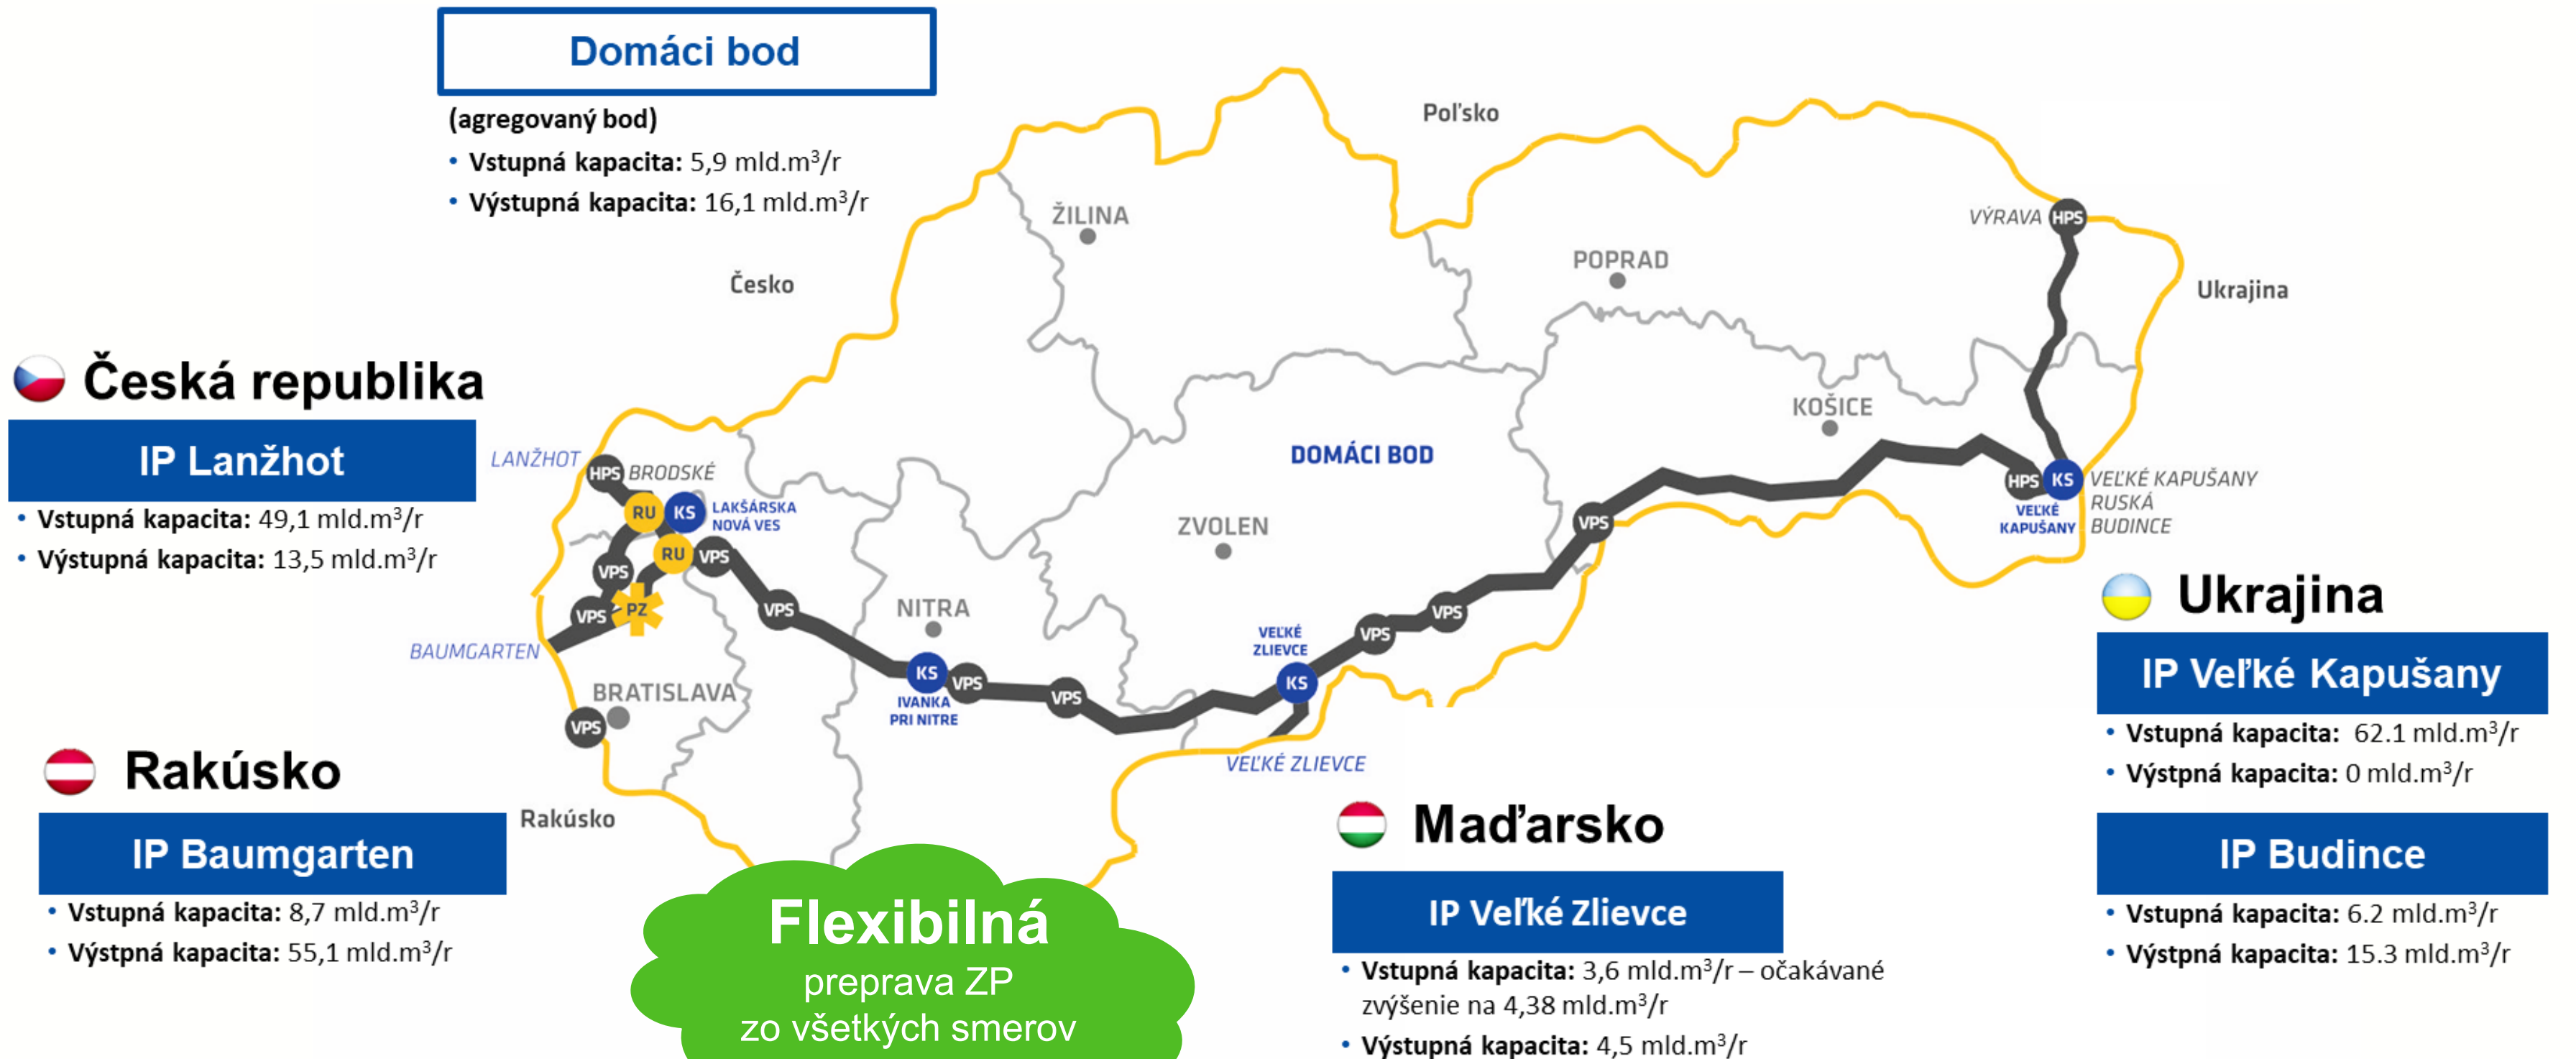 Domáci bod
(agregovaný bod)
• Vstupná kapacita: 5,9 mld.m³/r
• Výstupná kapacita: 16,1 mld.m³/r
Česká republika
IP Lanžhot
• Vstupná kapacita: 49,1 mld.m³/r
• Výstupná kapacita: 13,5 mld.m³/r
Rakúsko
IP Baumgarten
• Vstupná kapacita: 8,7 mld.m³/r
• Výstpná kapacita: 55,1 mld.m³/r
Poľsko
Česko
Ukrajina
Rakúsko
ŽILINA
POPRAD
KOŠICE
VÝRAVA
HPS
DOMÁCI BOD
ZVOLEN
NITRA
BRATISLAVA
LANŽHOT
HPS
BRODSKÉ
RU
KS
LAKŠÁRSKA
NOVÁ VES
RU
VPS
VPS
VPS
PZ
BAUMGARTEN
VPS
VPS
KS
IVANKA
PRI NITRE
VPS
VPS
VEĽKÉ
ZLIEVCE
KS
VEĽKÉ ZLIEVCE
VPS
VPS
VPS
HPS
KS
VEĽKÉ
KAPUŠANY
VEĽKÉ KAPUŠANY
RUSKÁ
BUDINCE
Ukrajina
IP Veľké Kapušany
• Vstupná kapacita: 62.1 mld.m³/r
• Výstpná kapacita: 0 mld.m³/r
IP Budince
• Vstupná kapacita: 6.2 mld.m³/r
• Výstpná kapacita: 15.3 mld.m³/r
Maďarsko
IP Veľké Zlievce
• Vstupná kapacita: 3,6 mld.m³/r – očakávané
zvýšenie na 4,38 mld.m³/r
• Výstupná kapacita: 4,5 mld.m³/r
Flexibilná
preprava ZP
zo všetkých smerov